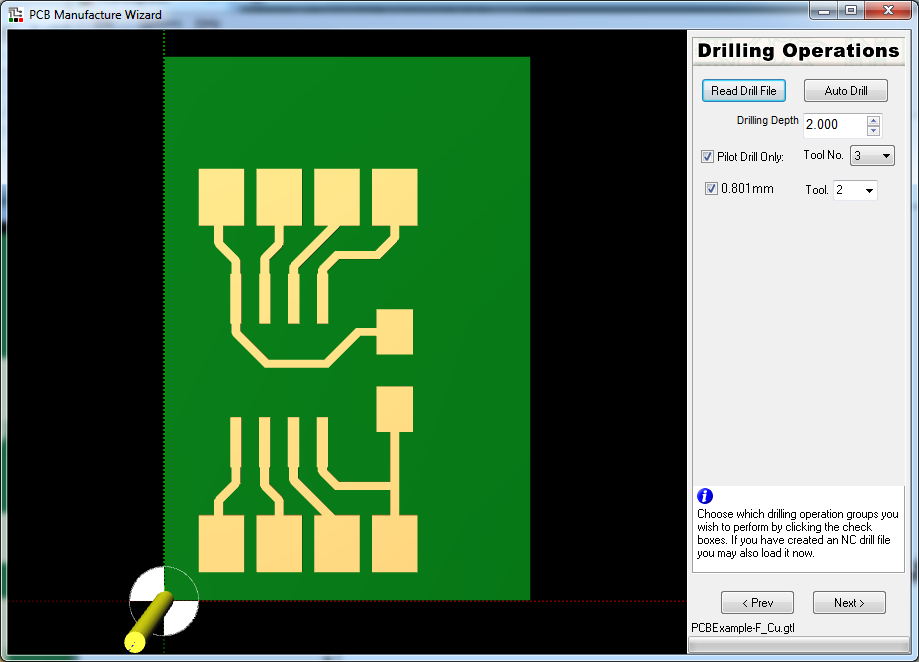 PCB Manufacture Wizard
Drilling Operations
Read Drill File
Auto Drill
Drilling Depth 2.000
Pilot Drill Only: Tool No. 3
0.801mm Tool. 2
Choose which drilling operation groups you
wish to perform by clicking the check
boxes. If you have created an NC drill file
you may also load it now.
< Prev
Next >
PCBExample-F_Cu.gtl